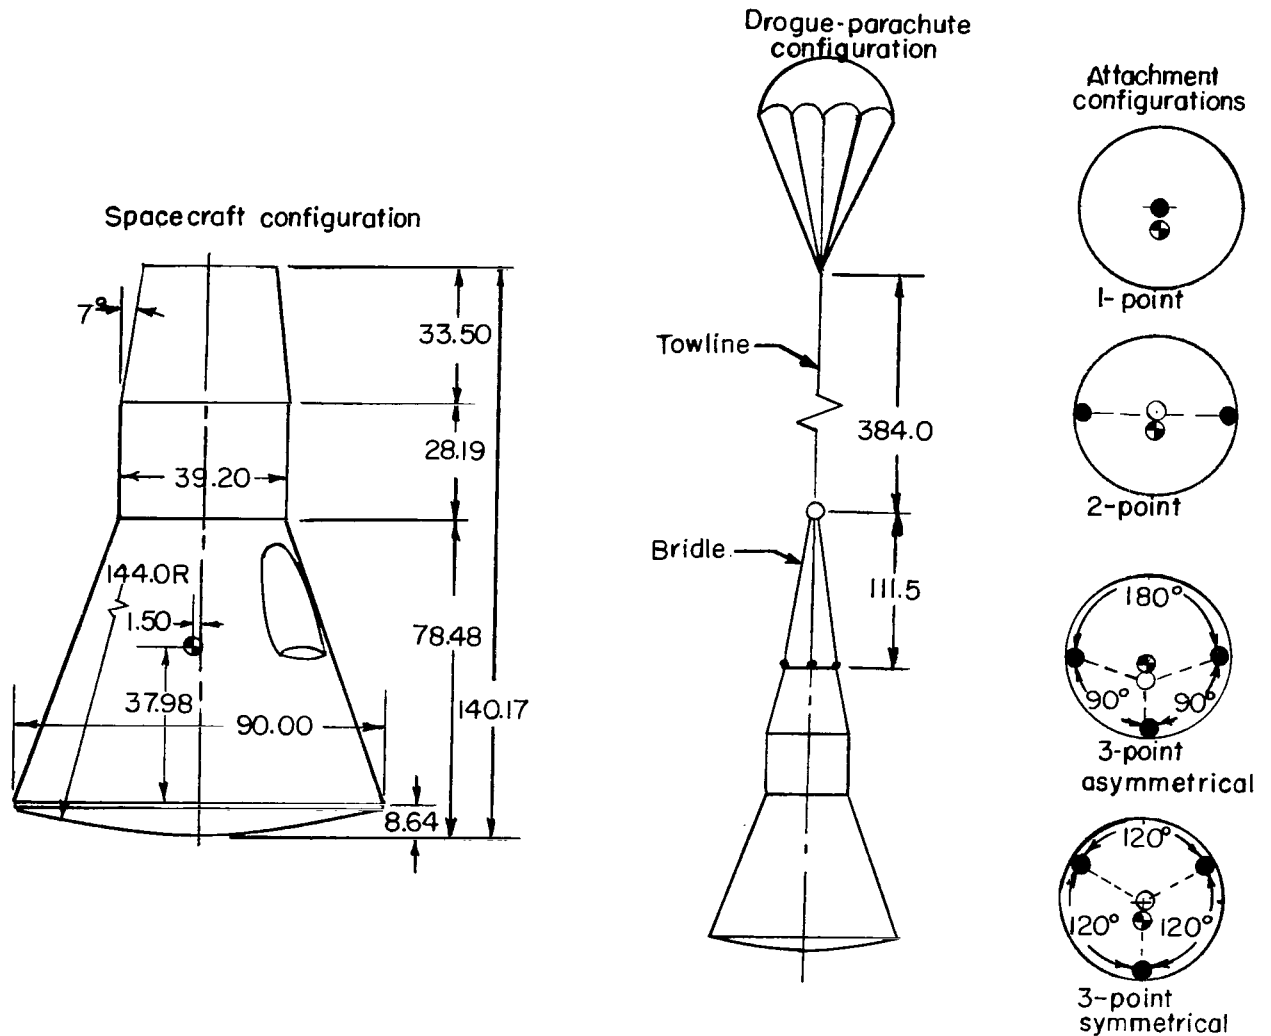 Spacecraft configuration
7°
33.50
28.19
39.20
144.0R
1.50
78.48
37.98
90.00
140.17
8.64
Drogue-parachute
configuration
Towline
384.0
Bridle
111.5
Attachment
configurations
1-point
2-point
180°
90°
90°
3-point
asymmetrical
120°
120°
120°
3-point
symmetrical